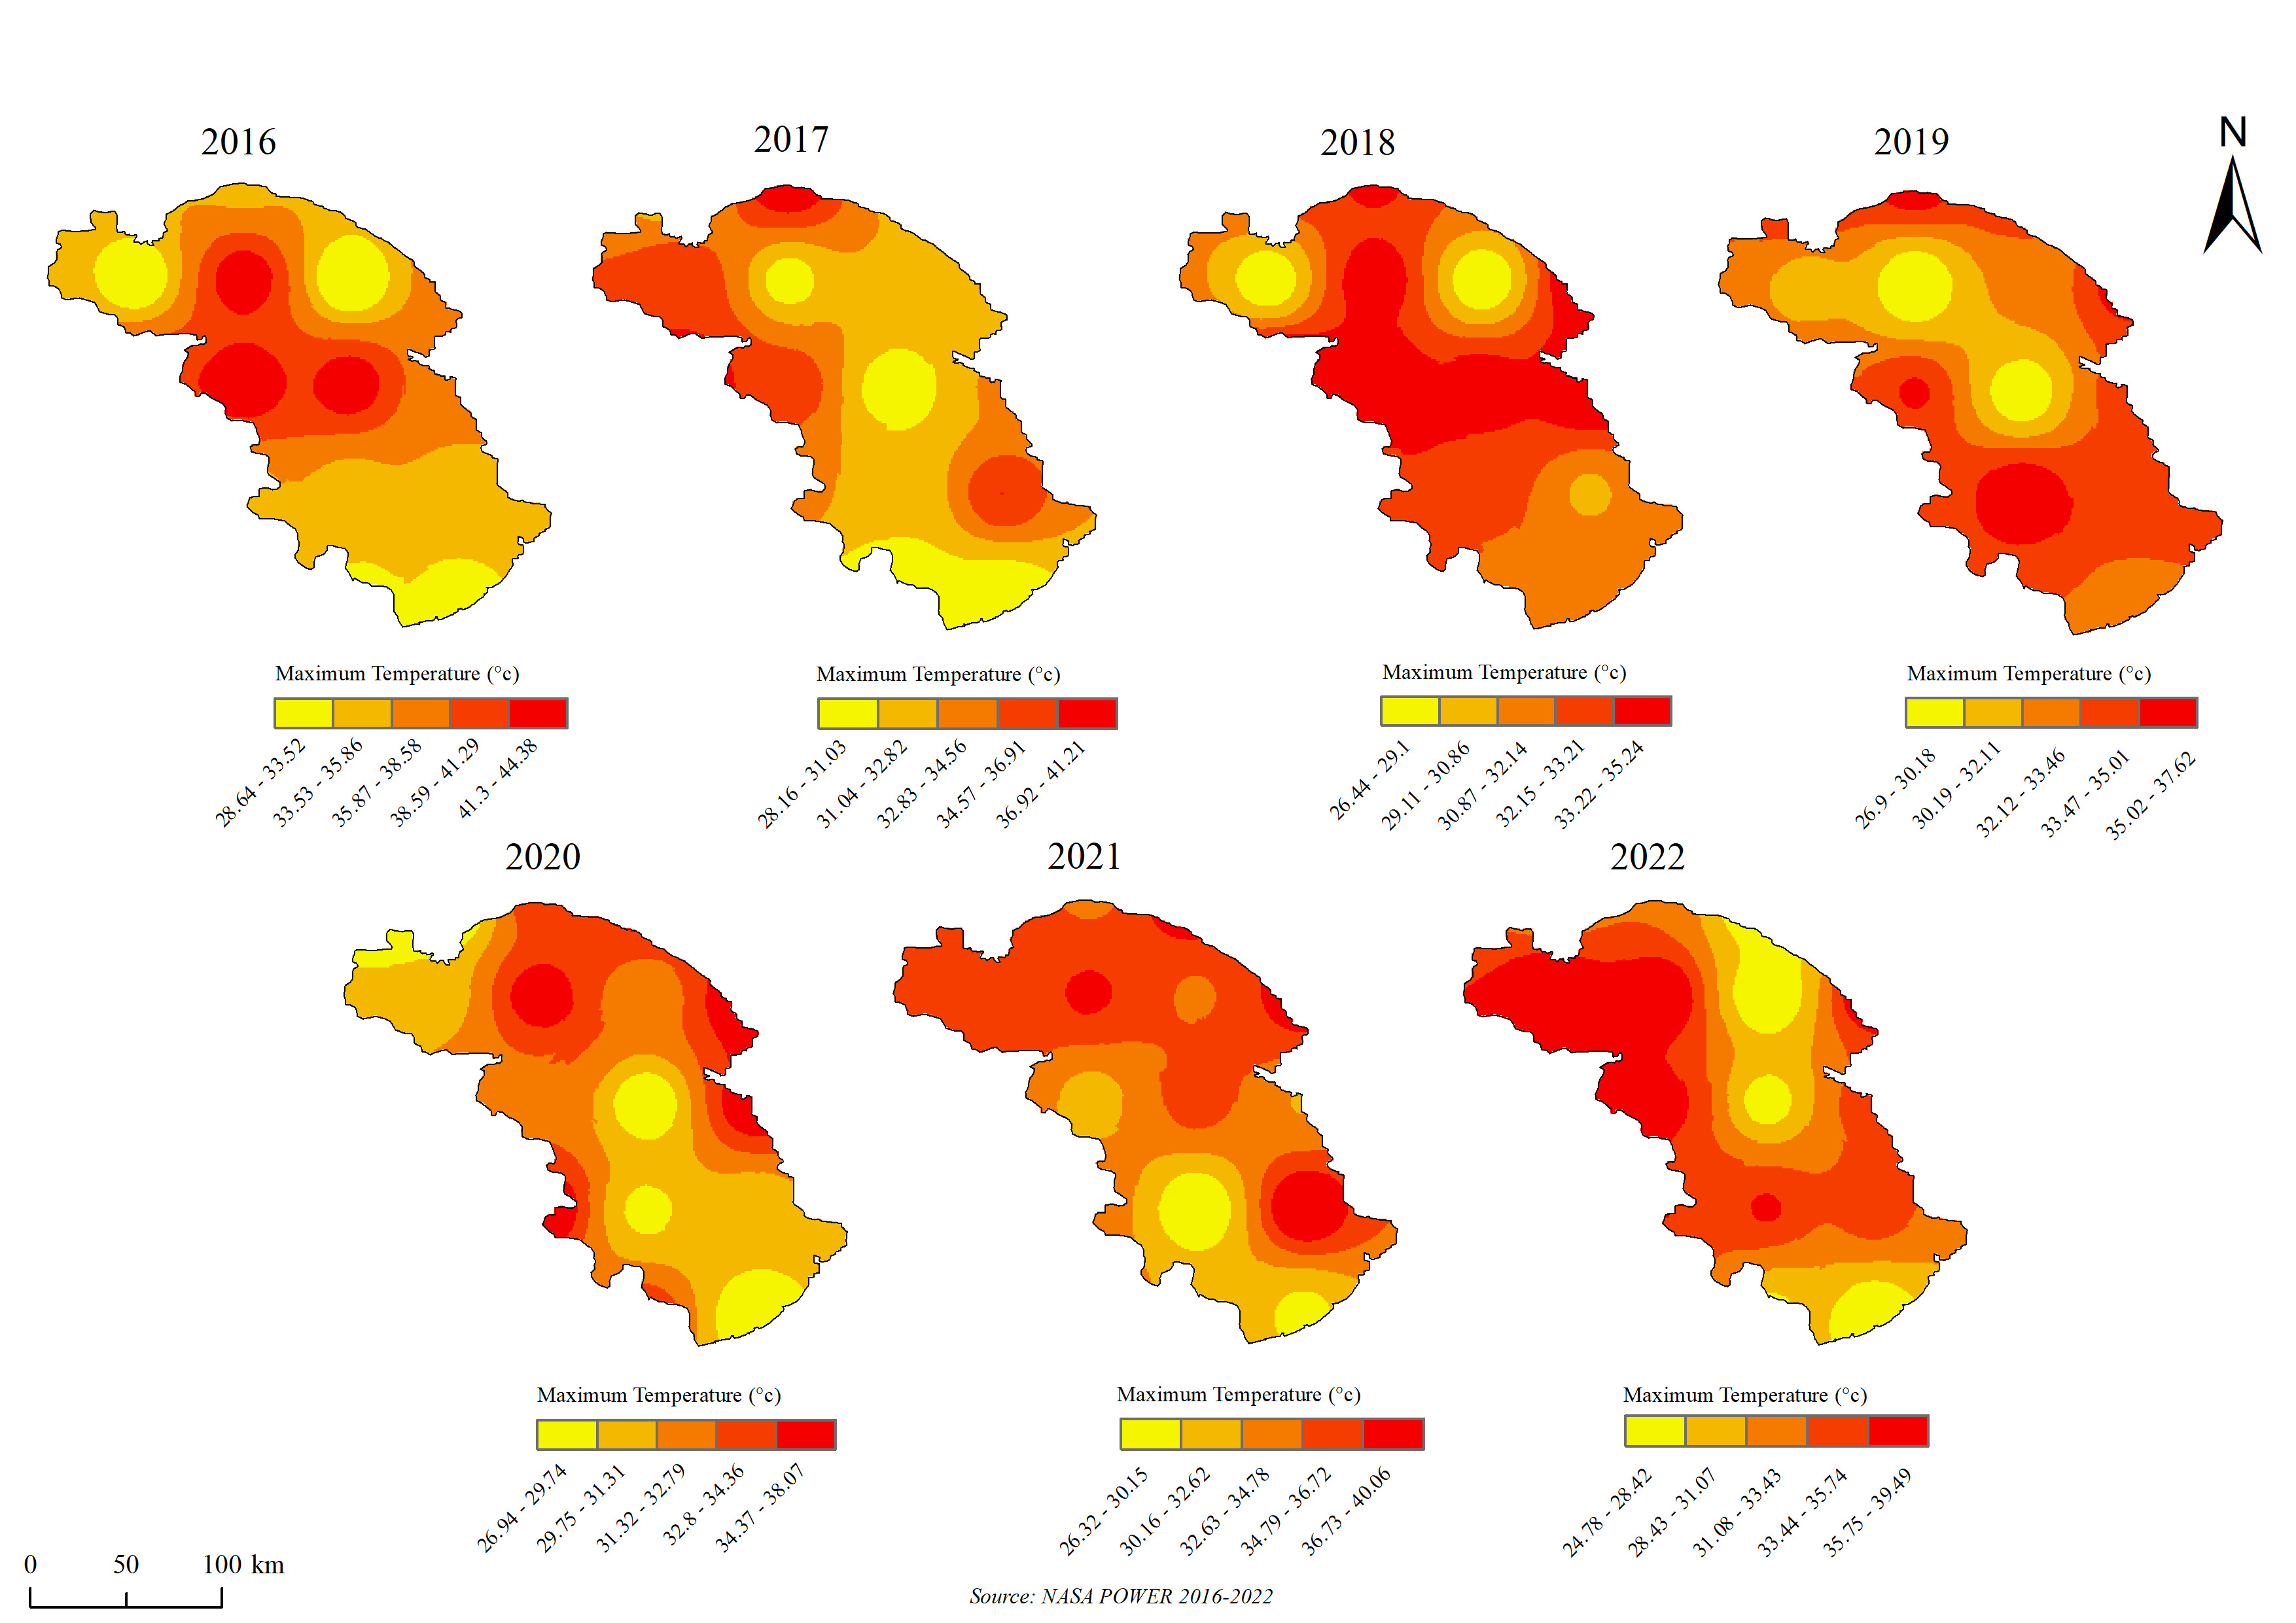 2016
2017
2018
2019
N
Maximum Temperature (°c)
28.64 - 33.52
33.53 - 35.86
35.87 - 38.58
38.59 - 41.29
41.3 - 44.38
Maximum Temperature (°c)
28.16 - 31.03
31.04 - 32.82
32.83 - 34.56
34.57 - 36.91
36.92 - 41.21
Maximum Temperature (°c)
26.44 - 29.1
29.11 - 30.86
30.87 - 32.14
32.15 - 33.21
33.22 - 35.24
Maximum Temperature (°c)
26.9 - 30.18
30.19 - 32.11
32.12 - 33.46
33.47 - 35.01
35.02 - 37.62
2020
2021
2022
Maximum Temperature (°c)
26.94 - 29.74
29.75 - 31.31
31.32 - 32.79
32.8 - 34.36
34.37 - 38.07
Maximum Temperature (°c)
26.32 - 30.15
30.16 - 32.62
32.63 - 34.78
34.79 - 36.72
36.73 - 40.06
Maximum Temperature (°c)
24.78 - 28.42
28.43 - 31.07
31.08 - 33.43
33.44 - 35.74
35.75 - 39.49
0 50 100 km
Source: NASA POWER 2016-2022